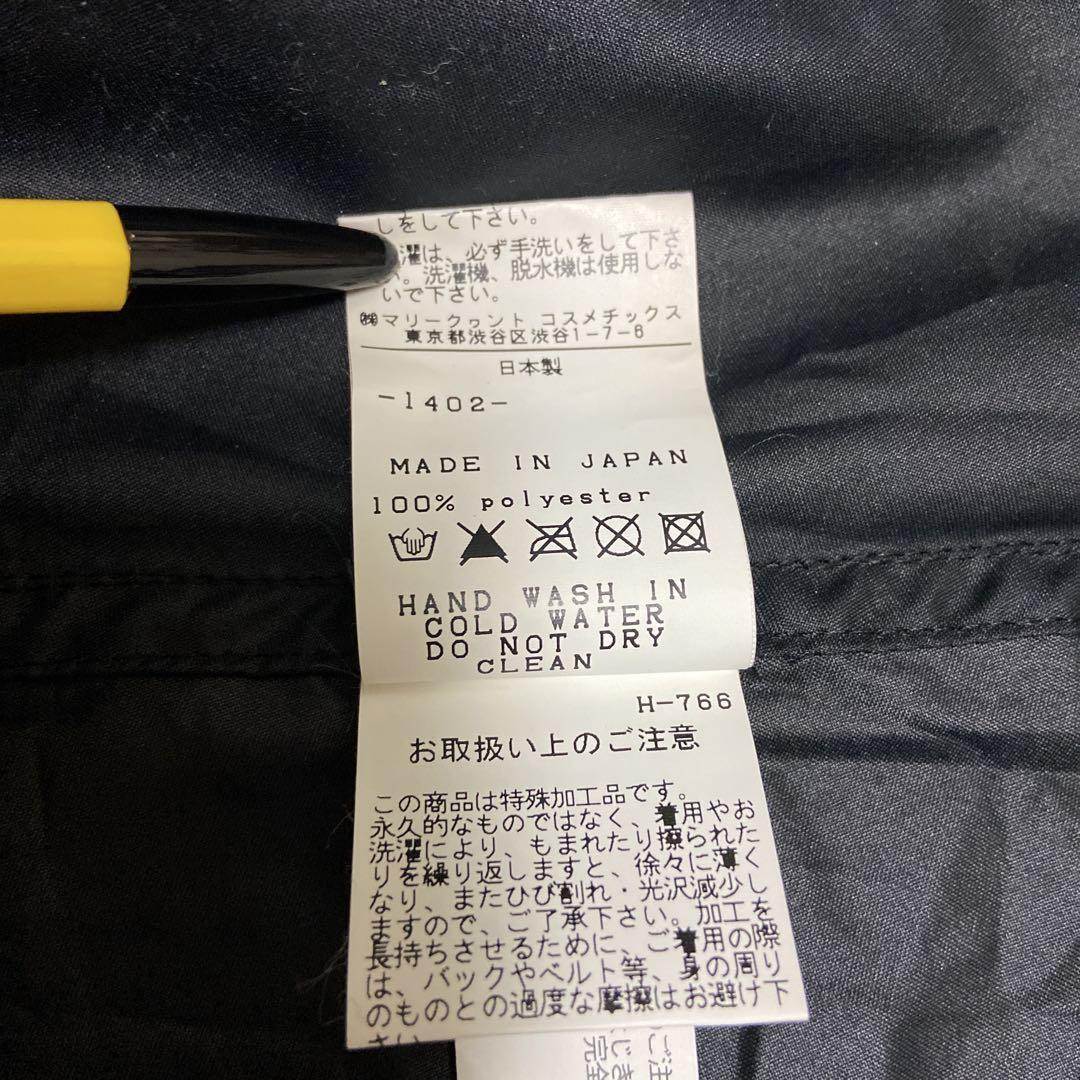 しをして下さい。
濯は、必ず手洗いをして下さ
い。洗濯機、脱水機は使用しな
いで下さい。
㈱マリークヮント コスメチックス
東京都渋谷区渋谷1-7-6
日本製
-1402-
MADE IN JAPAN
100% polyester
HAND WASH IN
COLD WATER
DO NOT DRY
CLEAN
H-766
お取扱い上のご注意
この商品は特殊加工品です。
永久的なものではなく、着用やお
洗濯により、もまれたり擦られた
りを繰り返しますと、徐々に薄く
なり、またひび割れ・光沢減少し
ますので、ご了承下さい。加工を
長持ちさせるために、ご着用の際
は、バックやベルト等、身の周り
のものとの過度な摩擦はお避け下
さい
ご注
じき
完全